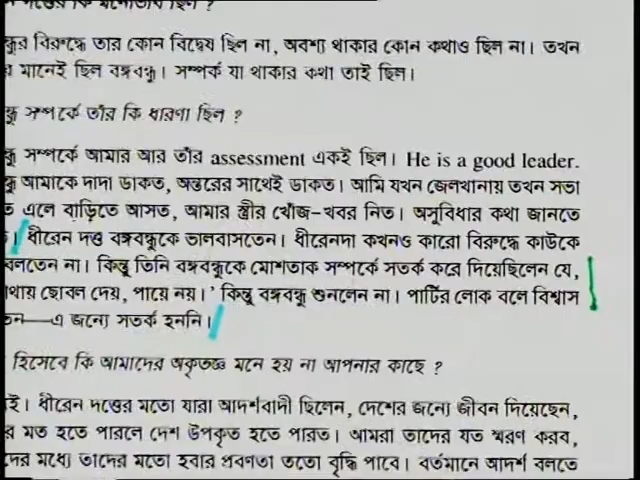 ন্ধুর বিরুদ্ধে তার কোন বিদ্বেষ ছিল না, অবশ্য থাকার কোন কথাও ছিল না। তখন
র মানেই ছিল বঙ্গবন্ধু। সম্পর্ক যা থাকার কথা তাই ছিল।
ন্ধু সম্পর্কে তাঁর কি ধারণা ছিল ?
ন্ধু সম্পর্কে আমার আর তাঁর assessment একই ছিল। He is a good leader.
ন্ধু আমাকে দাদা ডাকত, অন্তরের সাথেই ডাকত। আমি যখন জেলখানায় তখন সভা
ত এলে বাড়িতে আসত, আমার স্ত্রীর খোঁজ-খবর নিত। অসুবিধার কথা জানতে
ধীরেন দত্ত বঙ্গবন্ধুকে ভালবাসতেন। ধীরেনদা কখনও কারো বিরুদ্ধে কাউকে
বলতেন না। কিন্তু তিনি বঙ্গবন্ধুকে মোশতাক সম্পর্কে সতর্ক করে দিয়েছিলেন যে,
থায় ছোবল দেয়, পায়ে নয়।' কিন্তু বঙ্গবন্ধু শুনলেন না। পার্টির লোক বলে বিশ্বাস
তন—এ জন্যে সতর্ক হননি।
হিসেবে কি আমাদের অকৃতজ্ঞ মনে হয় না আপনার কাছে ?
ই। ধীরেন দত্তের মতো যারা আদর্শবাদী ছিলেন, দেশের জন্যে জীবন দিয়েছেন,
র মত হতে পারলে দেশ উপকৃত হতে পারত। আমরা তাদের যত স্মরণ করব,
দের মধ্যে তাদের মতো হবার প্রবণতা ততো বৃদ্ধি পাবে। বর্তমানে আদর্শ বলতে